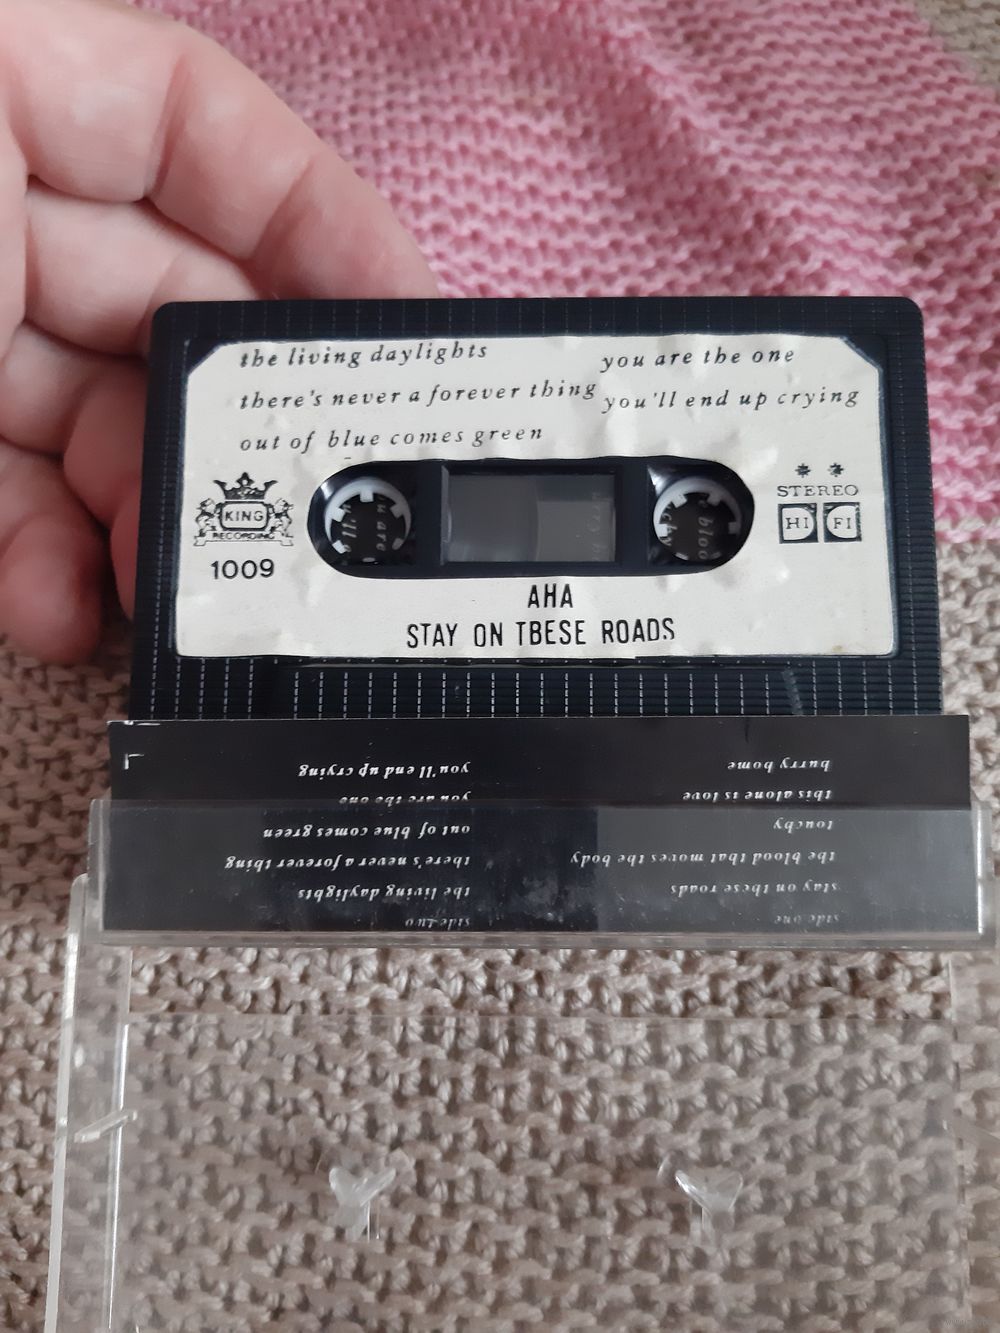 the living daylights
you are the one
there's never a forever thing
you'll end up crying
out of blue comes green
KING
RECORDING
1009
STEREO
HI FI
AHA
STAY ON TBESE ROADS
side one
stay on these roads
the blood that moves the body
touchy
this alone is love
hurry home
side two
the living daylights
there's never a forever thing
out of blue comes green
you are the one
you'll end up crying